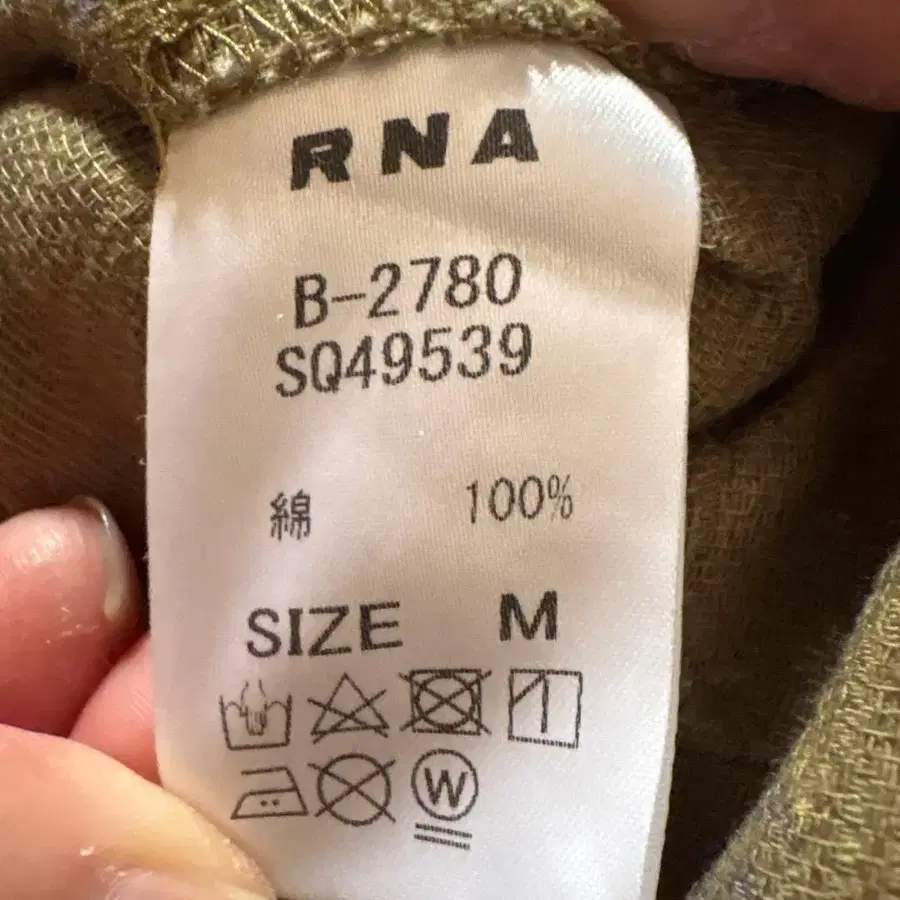 RNA
B-2780
SQ49539
綿 100%
SIZE M
W